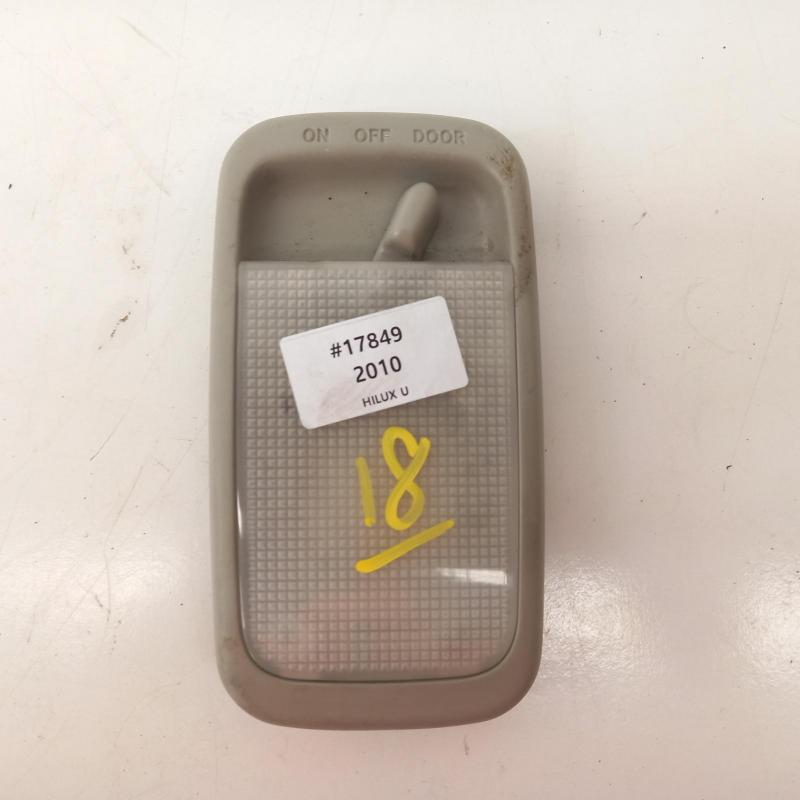 ON OFF DOOR
#17849
2010
HILUX U
18